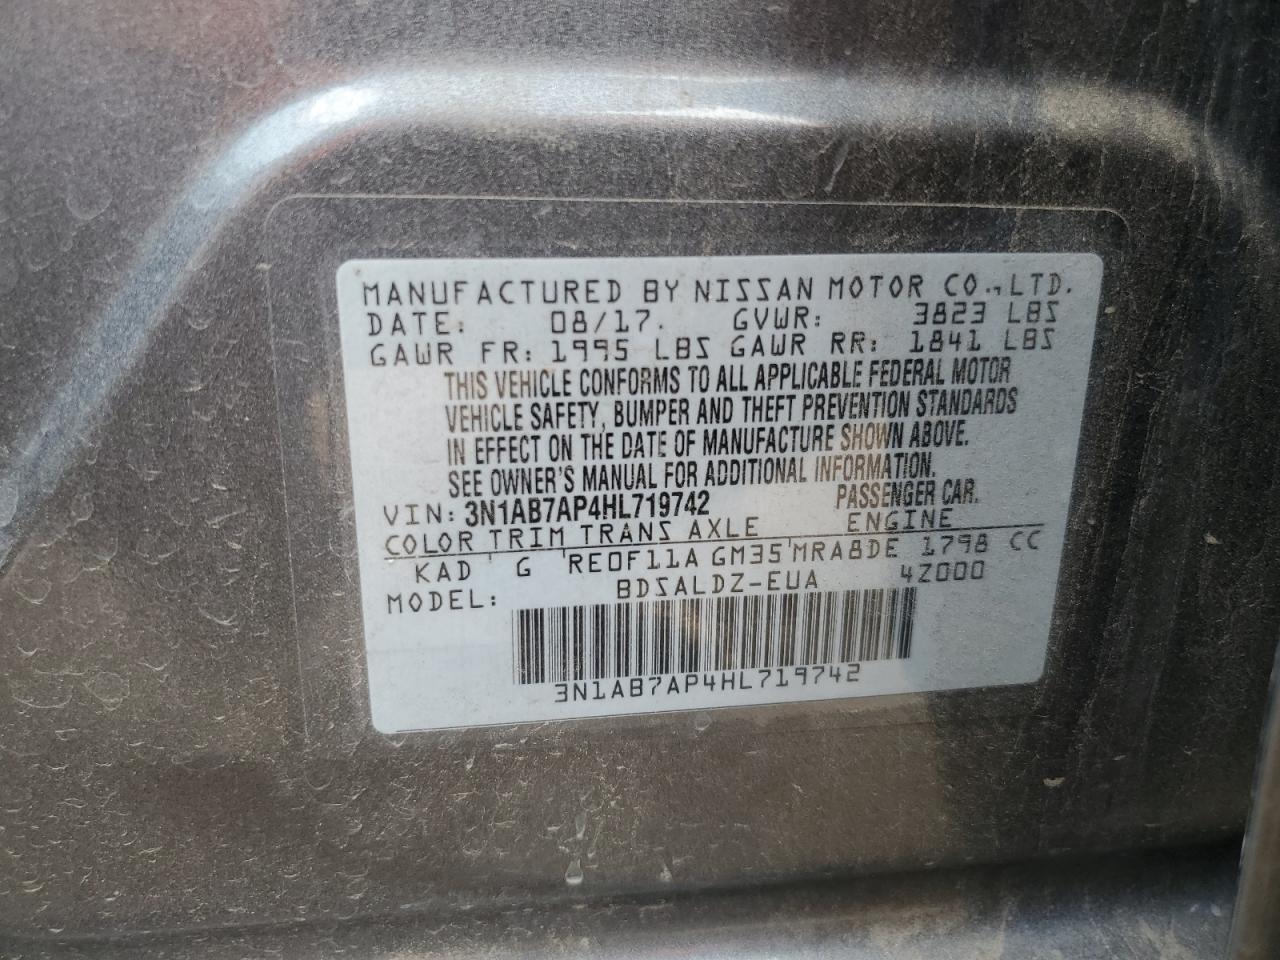 MANUFACTURED BY NISSAN MOTOR CO., LTD.
DATE: 08/17. GVWR: 3823 LBS
GAWR FR: 1995 LBS GAWR RR: 1841 LBS
THIS VEHICLE CONFORMS TO ALL APPLICABLE FEDERAL MOTOR
VEHICLE SAFETY, BUMPER AND THEFT PREVENTION STANDARDS
IN EFFECT ON THE DATE OF MANUFACTURE SHOWN ABOVE.
SEE OWNER'S MANUAL FOR ADDITIONAL INFORMATION.
VIN: 3N1AB7AP4HL719742 PASSENGER CAR.
COLOR TRIM TRANS AXLE ENGINE
KAD G RE0F11A GM35 MRA8DE 1798 CC
MODEL: BDSALDZ-EUA 4Z000
3N1AB7AP4HL719742